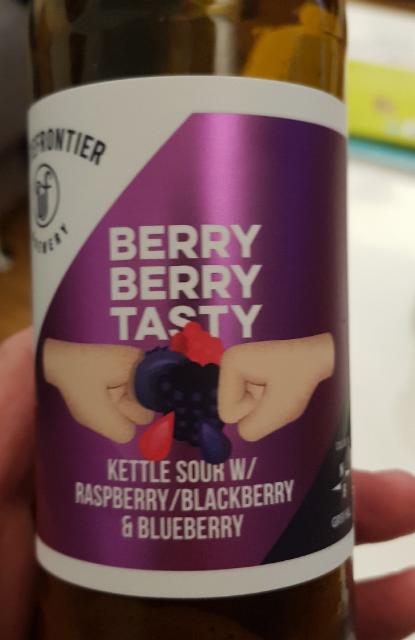 FRONTIER
BERRY
BERRY
TASTY
KETTLE SOUR W/
RASPBERRY/BLACKBERRY
& BLUEBERRY